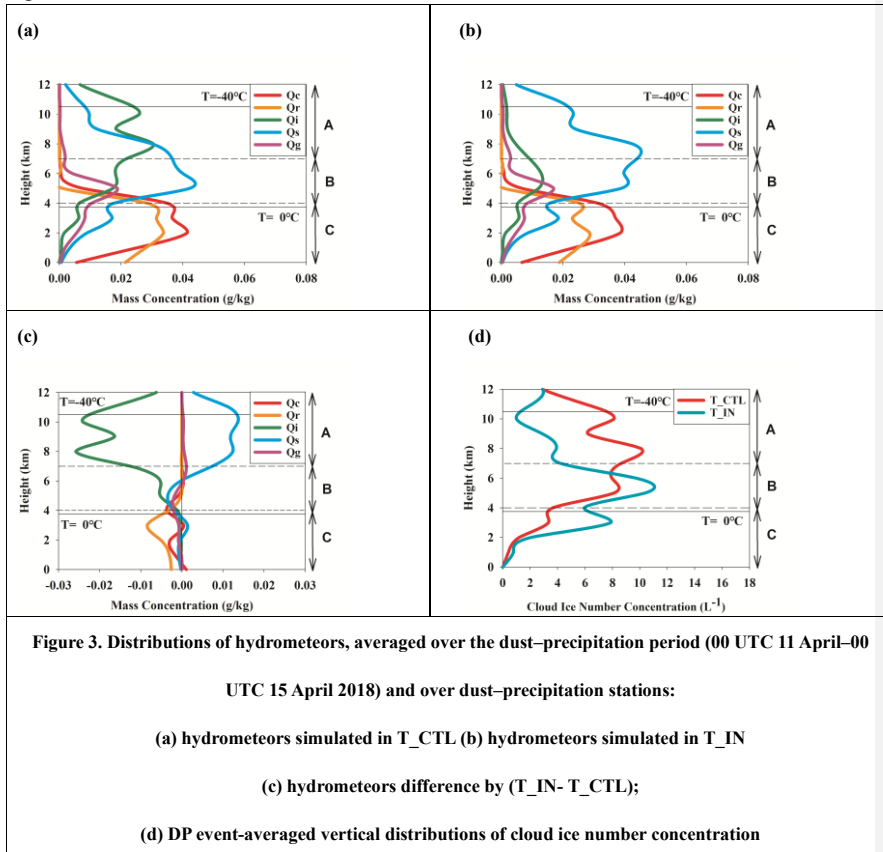 (a)
12
10
8
6
4
2
0
Height (km)
T=-40°C
T= 0°C
Qc
Qr
Qi
Qs
Qg
A
B
C
0.00 0.02 0.04 0.06 0.08
Mass Concentration (g/kg)
(b)
12
10
8
6
4
2
0
Height (km)
T=-40°C
T= 0°C
Qc
Qr
Qi
Qs
Qg
A
B
C
0.00 0.02 0.04 0.06 0.08
Mass Concentration (g/kg)
(c)
12
10
8
6
4
2
0
Height (km)
T=-40°C
T= 0°C
Qc
Qr
Qi
Qs
Qg
A
B
C
-0.03 -0.02 -0.01 0.00 0.01 0.02 0.03
Mass Concentration (g/kg)
(d)
12
10
8
6
4
2
0
Height (km)
T=-40°C
T= 0°C
T_CTL
T_IN
A
B
C
0 2 4 6 8 10 12 14 16 18
Cloud Ice Number Concentration (L⁻¹)
Figure 3. Distributions of hydrometeors, averaged over the dust–precipitation period (00 UTC 11 April–00
UTC 15 April 2018) and over dust–precipitation stations:
(a) hydrometeors simulated in T_CTL (b) hydrometeors simulated in T_IN
(c) hydrometeors difference by (T_IN- T_CTL);
(d) DP event-averaged vertical distributions of cloud ice number concentration